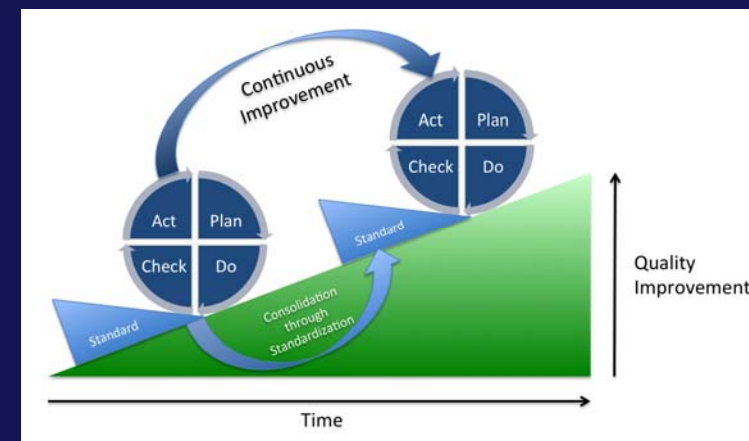 Continuous
Improvement
Act Plan
Check Do
Act Plan
Check Do
Standard
Standard
Consolidation
through
Standardization
Quality
Improvement
Time